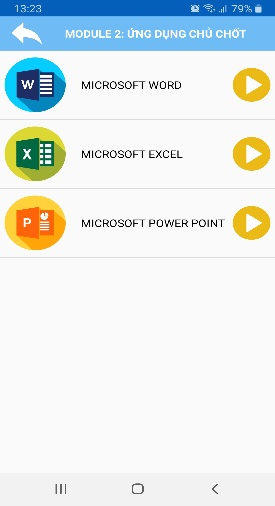 13:23 79%
MODULE 2: ỨNG DỤNG CHỦ CHỐT
W MICROSOFT WORD
X MICROSOFT EXCEL
P MICROSOFT POWER POINT